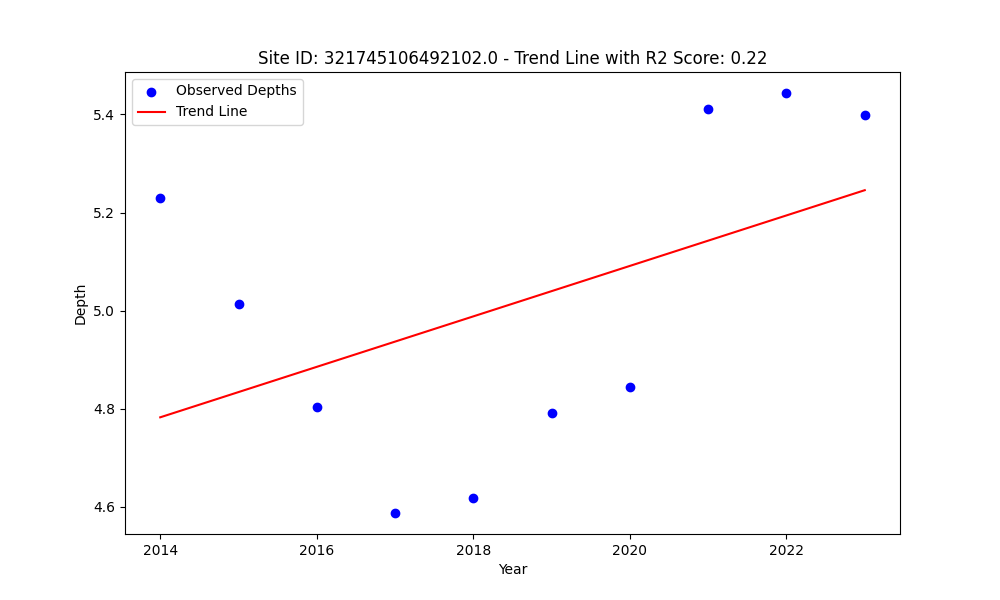 Site ID: 321745106492102.0 - Trend Line with R2 Score: 0.22
Observed Depths
Trend Line
5.4
5.2
5.0
4.8
4.6
Depth
2014
2016
2018
2020
2022
Year